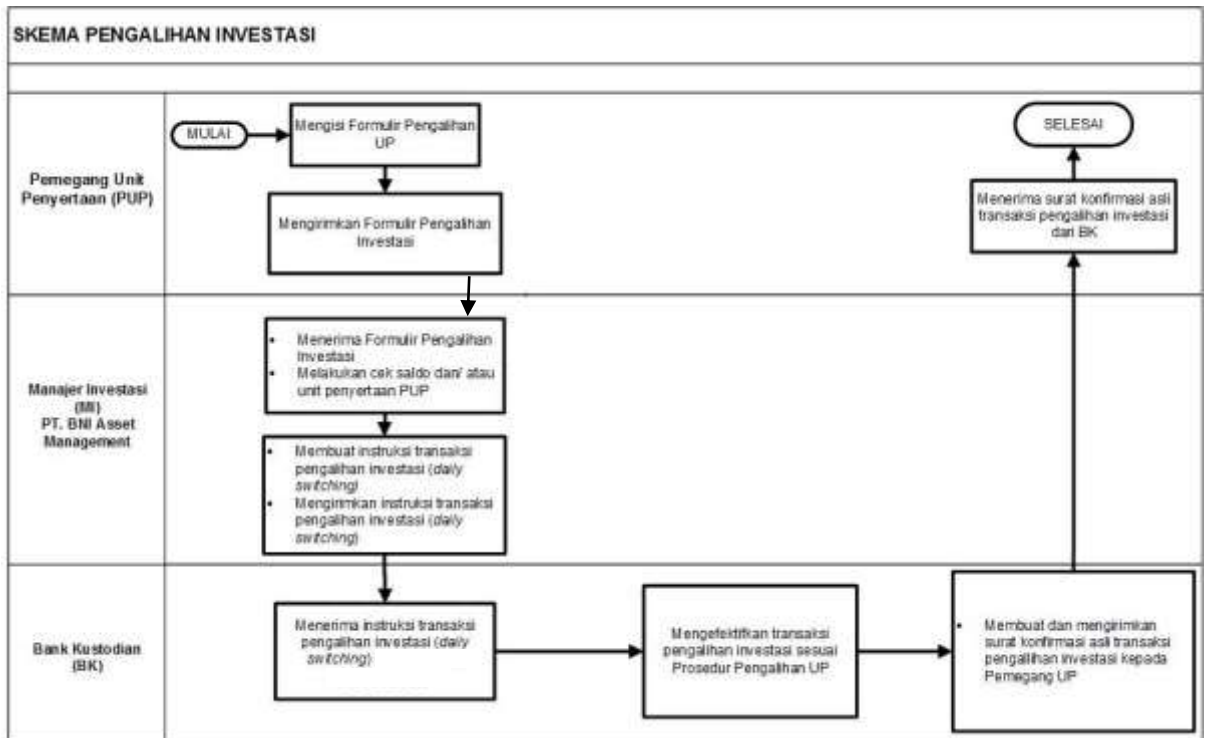 SKEMA PENGALIHAN INVESTASI
Pemegang Unit
Penyertaan (PUP)
MULAI
Mengisi Formulir Pengalihan
UP
Mengirimkan Formulir Pengalihan
Investasi
SELESAI
Menerima surat konfirmasi asli
transaksi pengalihan investasi
dari BK
Manajer Investasi
(MI)
PT. BNI Asset
Management
• Menerima Formulir Pengalihan
Investasi
• Melakukan cek saldo dan/ atau
unit penyertaan PUP
• Membuat instruksi transaksi
pengalihan investasi (daily
switching)
• Mengirimkan instruksi transaksi
pengalihan investasi (daily
switching)
Bank Kustodian
(BK)
Menerima instruksi transaksi
pengalihan investasi (daily
switching)
Mengefektifkan transaksi
pengalihan investasi sesuai
Prosedur Pengalihan UP
• Membuat dan mengirimkan
surat konfirmasi asli transaksi
pengallihan investasi kepada
Pemegang UP